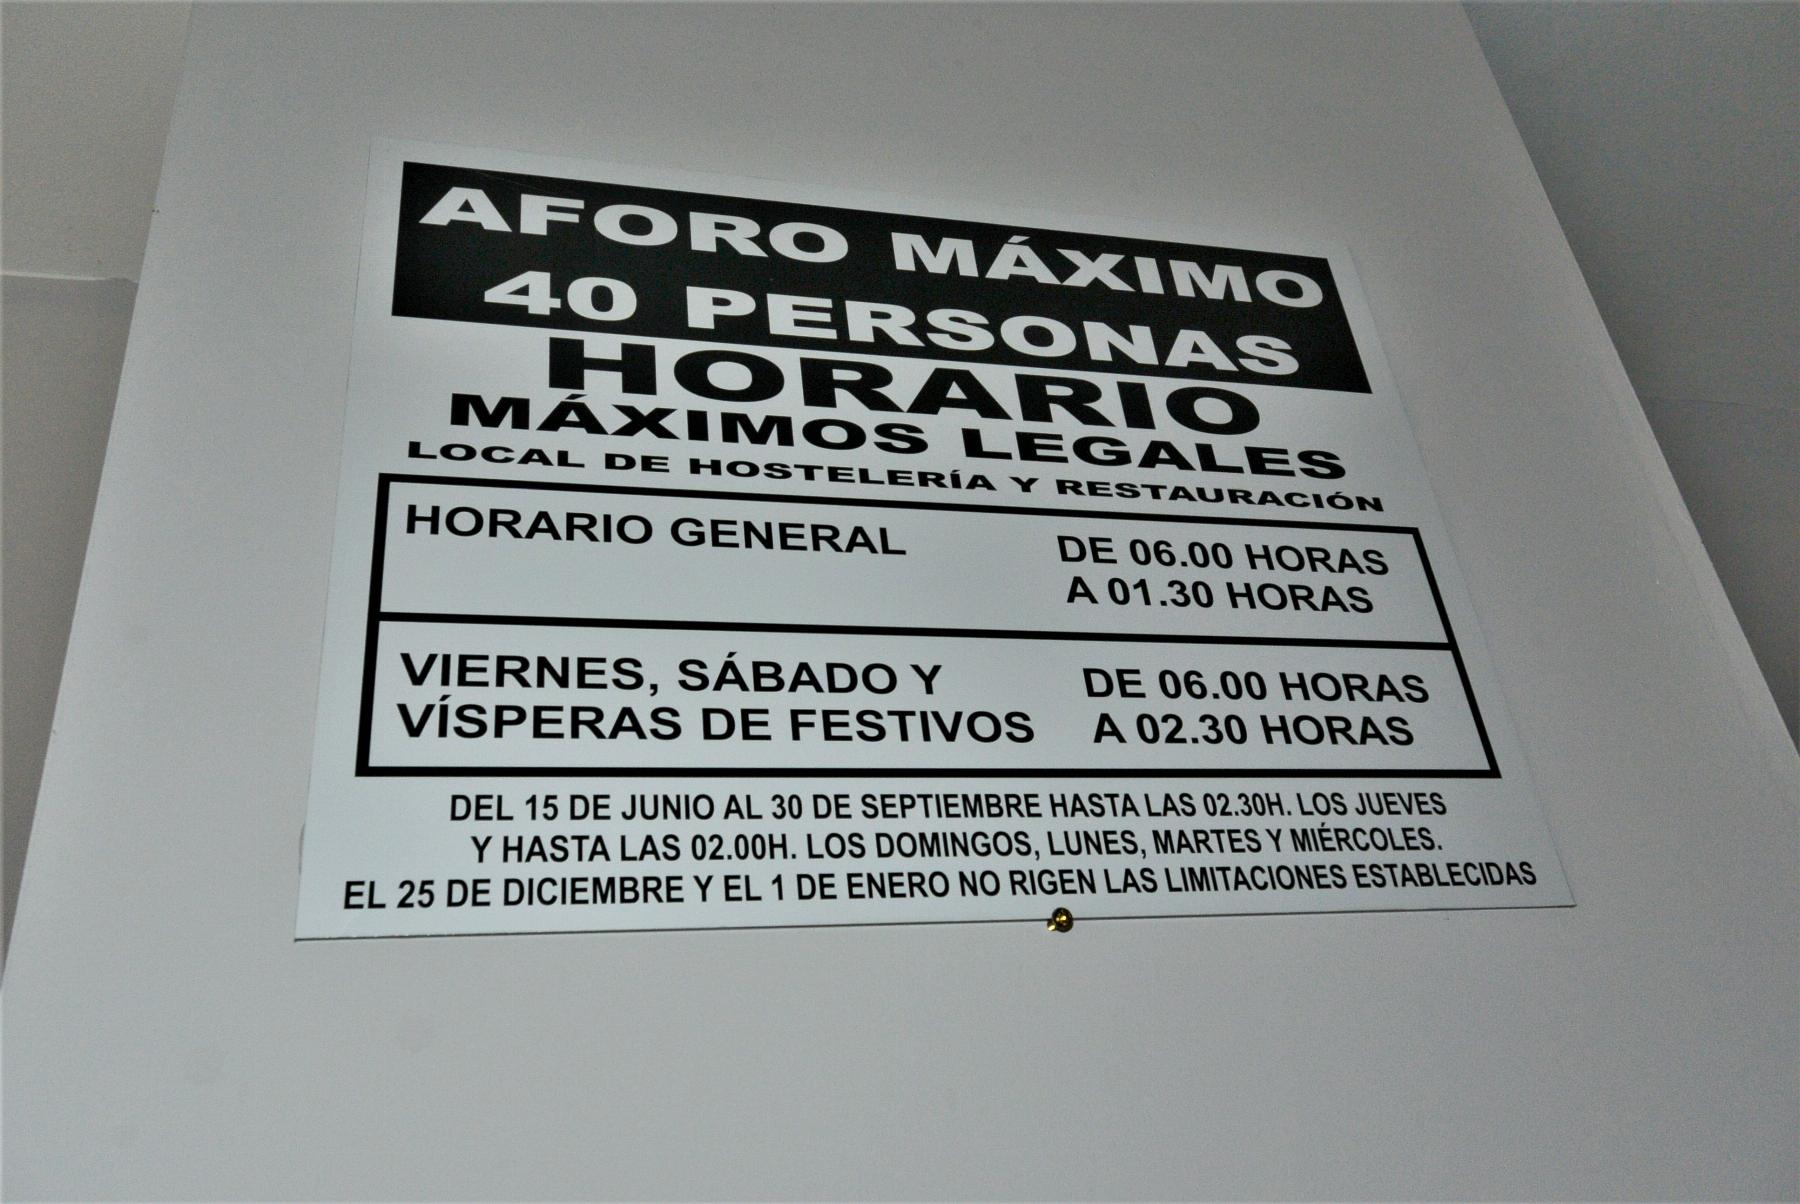 AFORO MÁXIMO
40 PERSONAS
HORARIO
MÁXIMOS LEGALES
LOCAL DE HOSTELERÍA Y RESTAURACIÓN
HORARIO GENERAL DE 06.00 HORAS
A 01.30 HORAS
VIERNES, SÁBADO Y DE 06.00 HORAS
VÍSPERAS DE FESTIVOS A 02.30 HORAS
DEL 15 DE JUNIO AL 30 DE SEPTIEMBRE HASTA LAS 02.30H. LOS JUEVES
Y HASTA LAS 02.00H. LOS DOMINGOS, LUNES, MARTES Y MIÉRCOLES.
EL 25 DE DICIEMBRE Y EL 1 DE ENERO NO RIGEN LAS LIMITACIONES ESTABLECIDAS